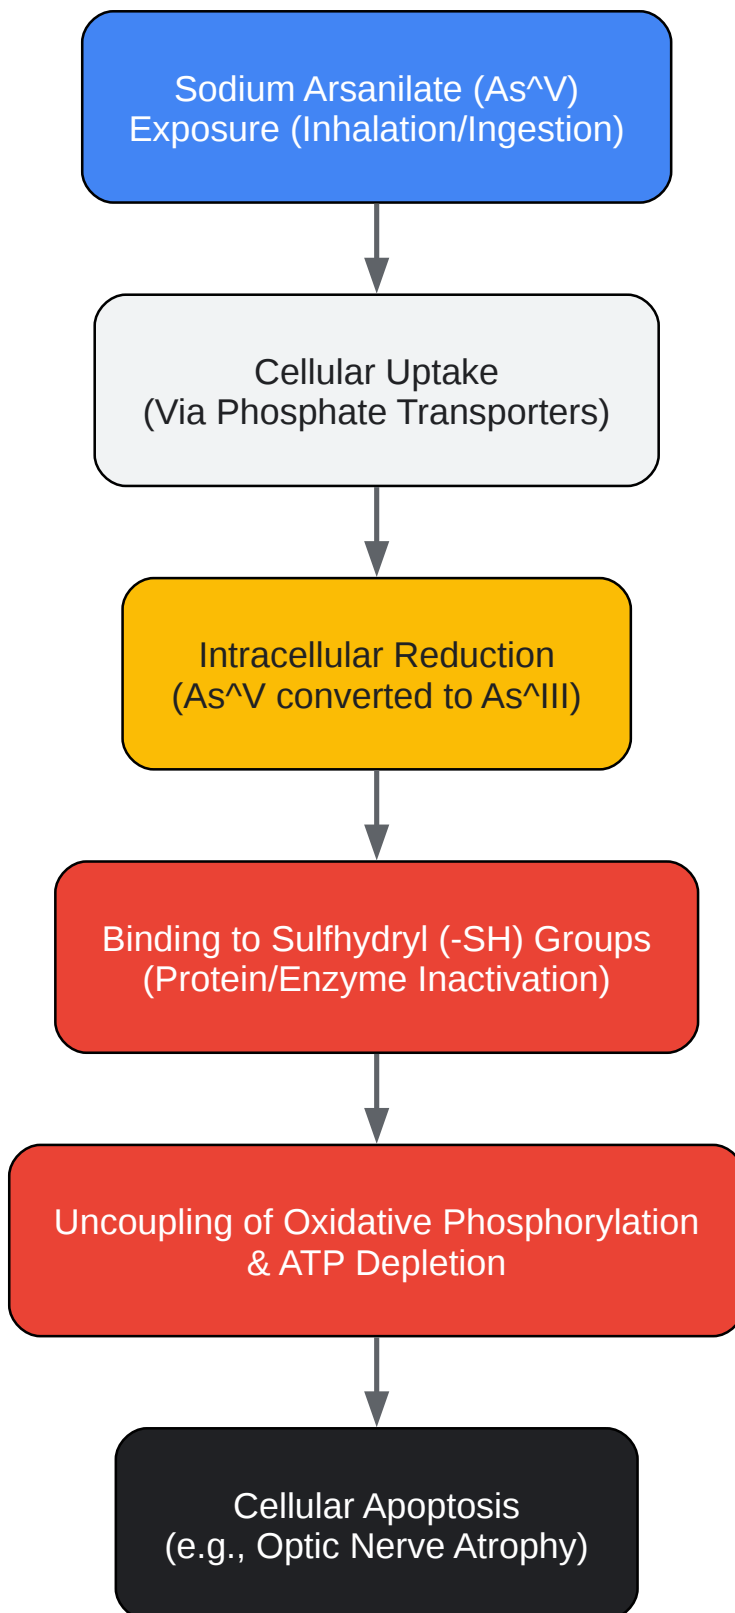 Sodium Arsanilate (As^V)
Exposure (Inhalation/Ingestion)
Cellular Uptake
(Via Phosphate Transporters)
Intracellular Reduction
(As^V converted to As^III)
Binding to Sulfhydryl (-SH) Groups
(Protein/Enzyme Inactivation)
Uncoupling of Oxidative Phosphorylation
& ATP Depletion
Cellular Apoptosis
(e.g., Optic Nerve Atrophy)